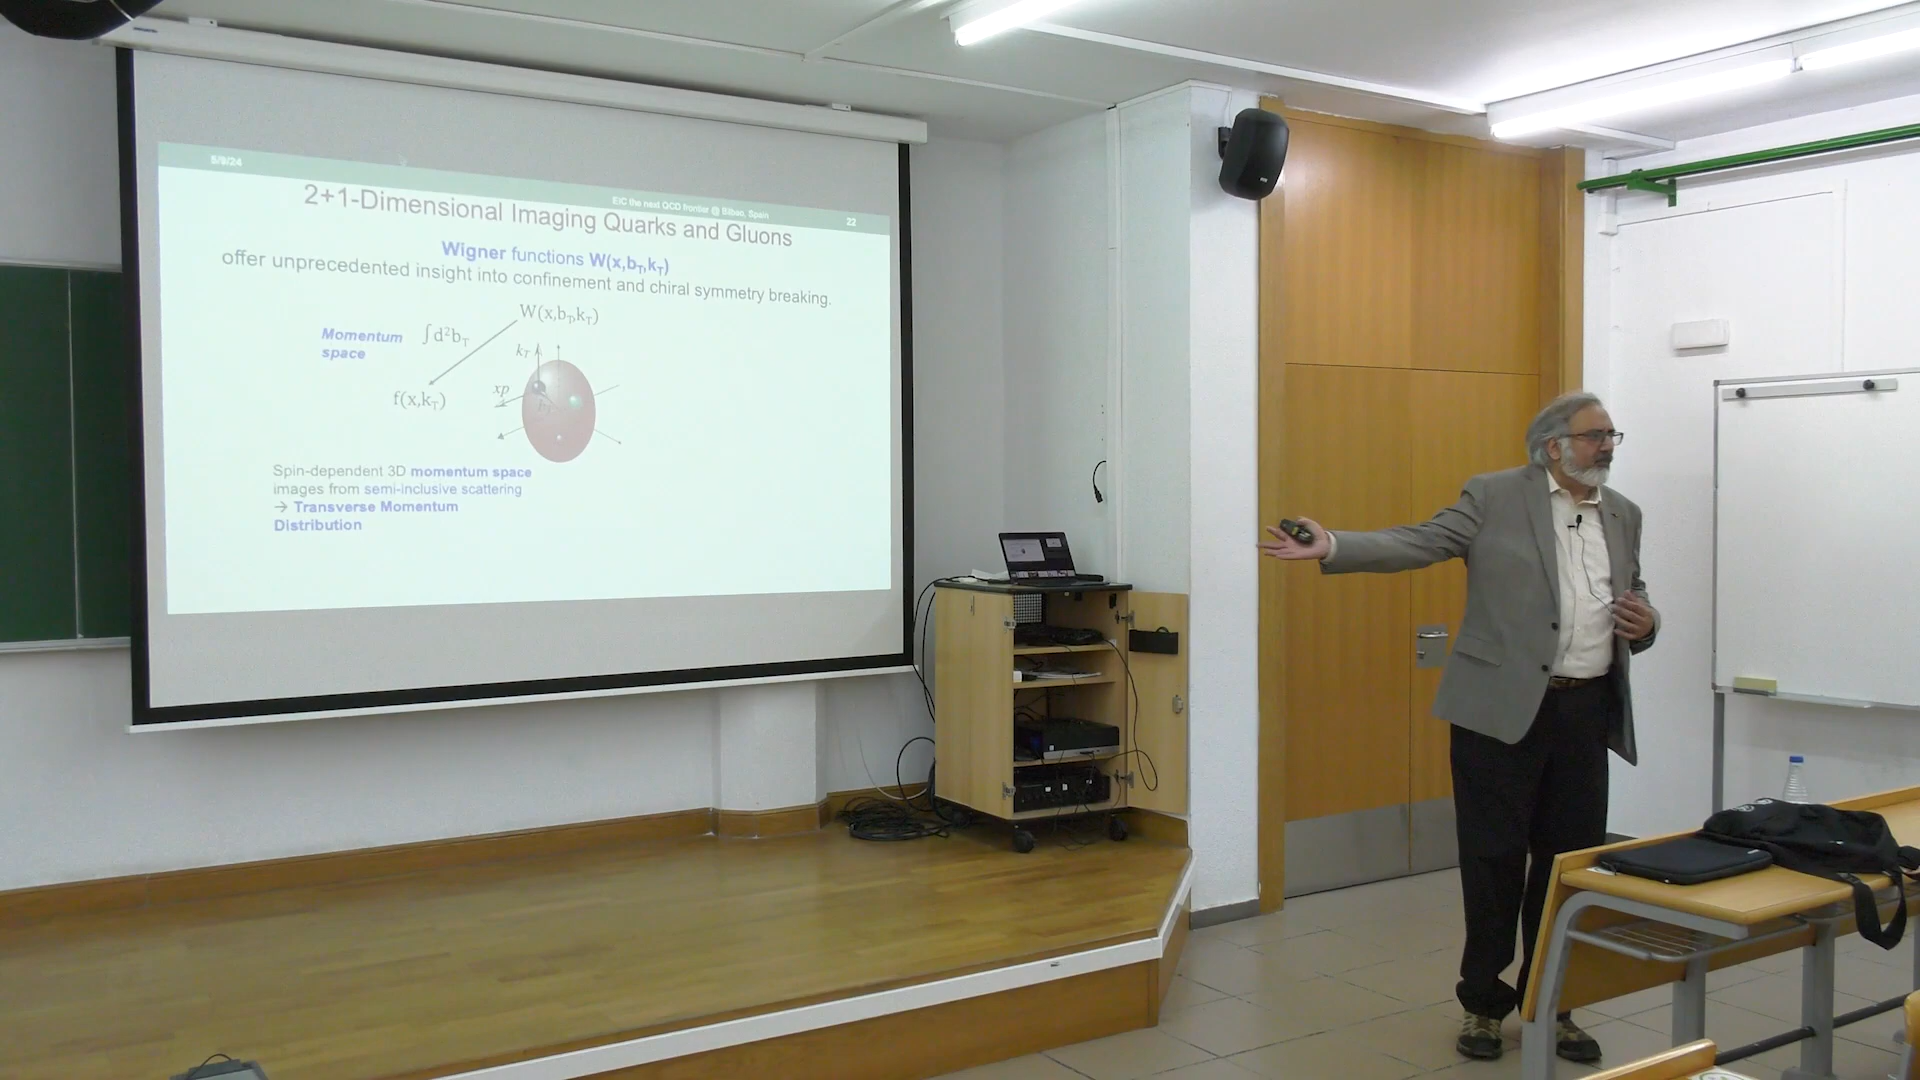 5/9/24
EIC the next QCD frontier @ Bilbao, Spain
22
2+1-Dimensional Imaging Quarks and Gluons
Wigner functions W(x,bT,kT)
offer unprecedented insight into confinement and chiral symmetry breaking.
W(x,bT,kT)
Momentum
space
∫d²bT
kT
xp
bT
f(x,kT)
Spin-dependent 3D momentum space
images from semi-inclusive scattering
→ Transverse Momentum
Distribution